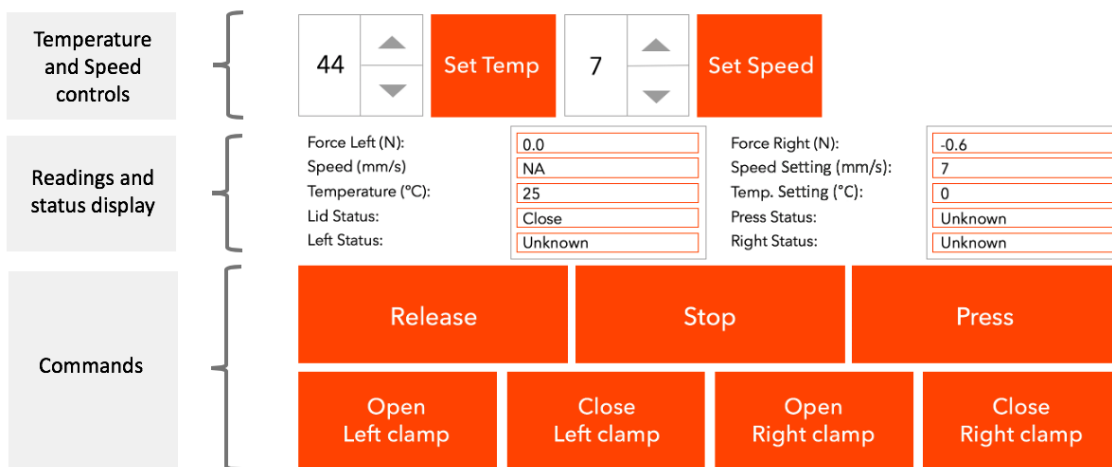 Temperature
and Speed
controls
44
Set Temp
7
Set Speed
Readings and
status display
Force Left (N): 0.0
Speed (mm/s) NA
Temperature (°C): 25
Lid Status: Close
Left Status: Unknown
Force Right (N): -0.6
Speed Setting (mm/s): 7
Temp. Setting (°C): 0
Press Status: Unknown
Right Status: Unknown
Commands
Release
Stop
Press
Open
Left clamp
Close
Left clamp
Open
Right clamp
Close
Right clamp